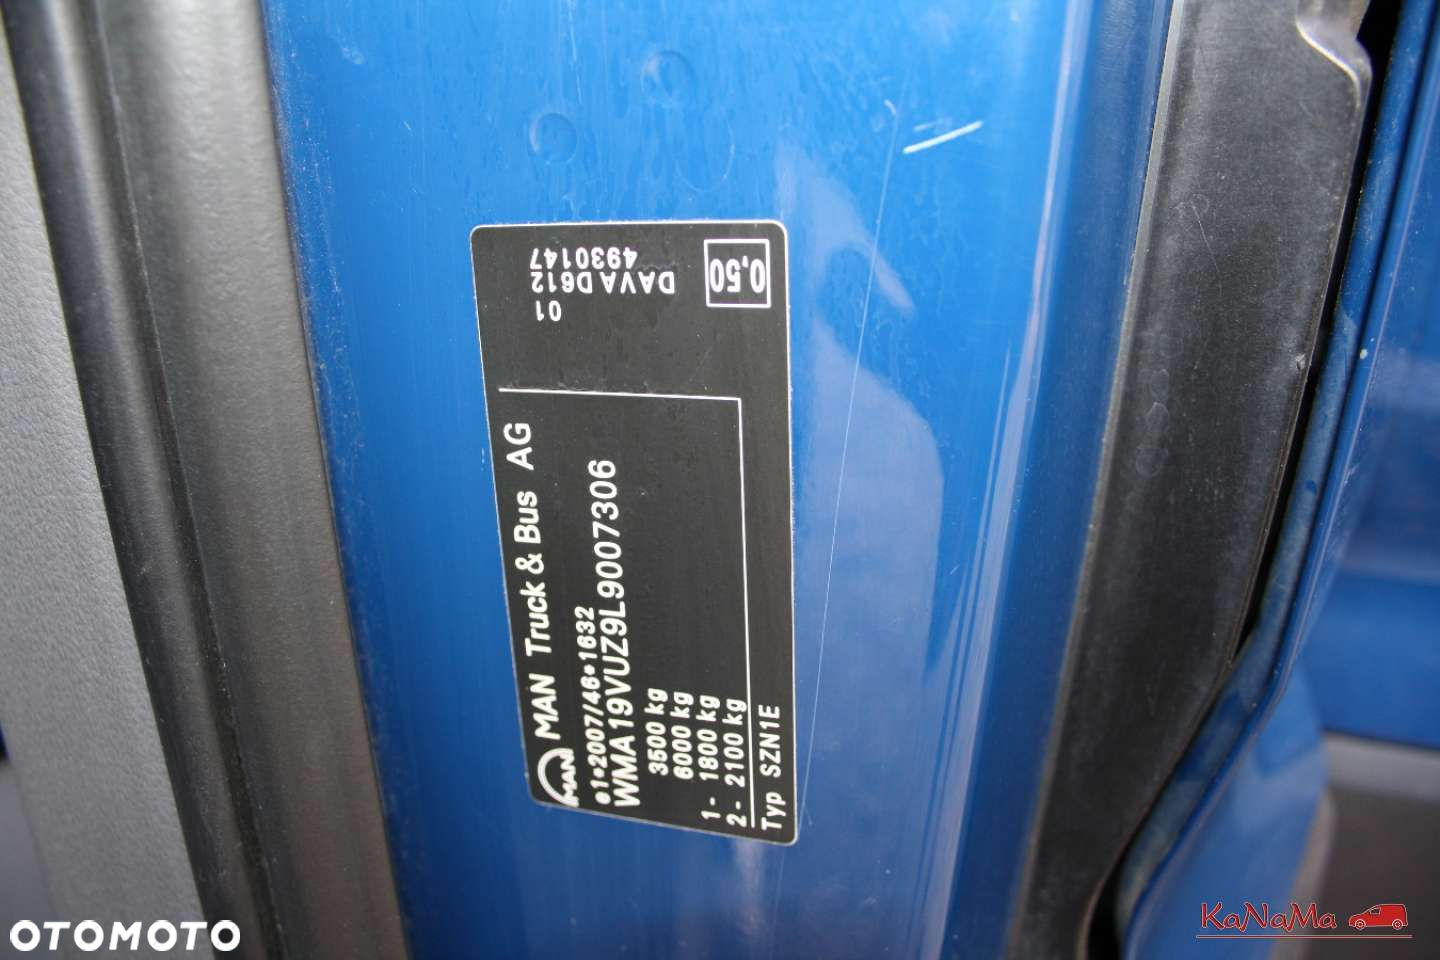 MAN
MAN Truck & Bus AG
e1*2007/46*1632
WMA19VUZ9L9007306
3500 kg
6000 kg
1- 1800 kg
2- 2100 kg
Typ SZN1E
01
DAVA D612
4930147
0,50
OTOMOTO
KaNaMa